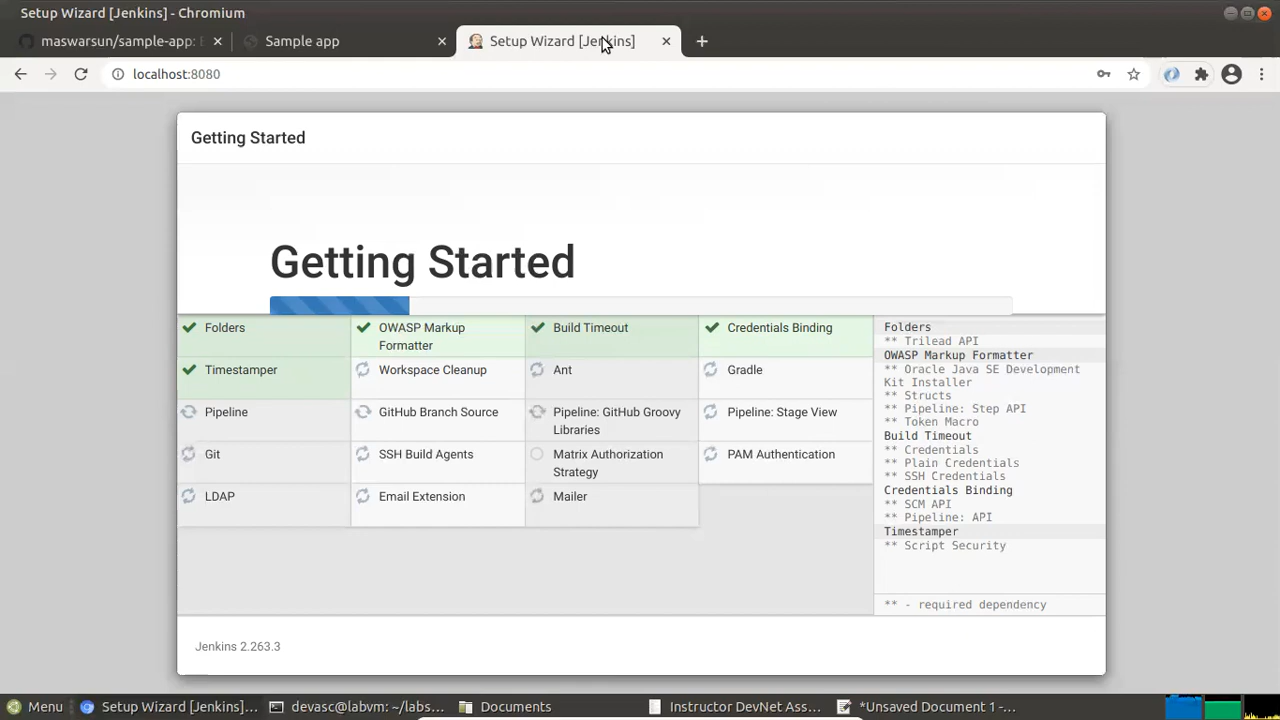 Setup Wizard [Jenkins] - Chromium
maswarsun/sample-app: E
Sample app
Setup Wizard [Jenkins]
localhost:8080
Getting Started
Getting Started
Folders
OWASP Markup
Formatter
Build Timeout
Credentials Binding
Timestamper
Workspace Cleanup
Ant
Gradle
Pipeline
GitHub Branch Source
Pipeline: GitHub Groovy
Libraries
Pipeline: Stage View
Git
SSH Build Agents
Matrix Authorization
Strategy
PAM Authentication
LDAP
Email Extension
Mailer
Folders
** Trilead API
OWASP Markup Formatter
** Oracle Java SE Development
Kit Installer
** Structs
** Pipeline: Step API
** Token Macro
Build Timeout
** Credentials
** Plain Credentials
** SSH Credentials
Credentials Binding
** SCM API
** Pipeline: API
Timestamper
** Script Security
** - required dependency
Jenkins 2.263.3
Menu
Setup Wizard [Jenkins]...
devasc@labvm: ~/labs...
Documents
Instructor DevNet Ass...
*Unsaved Document 1 -...